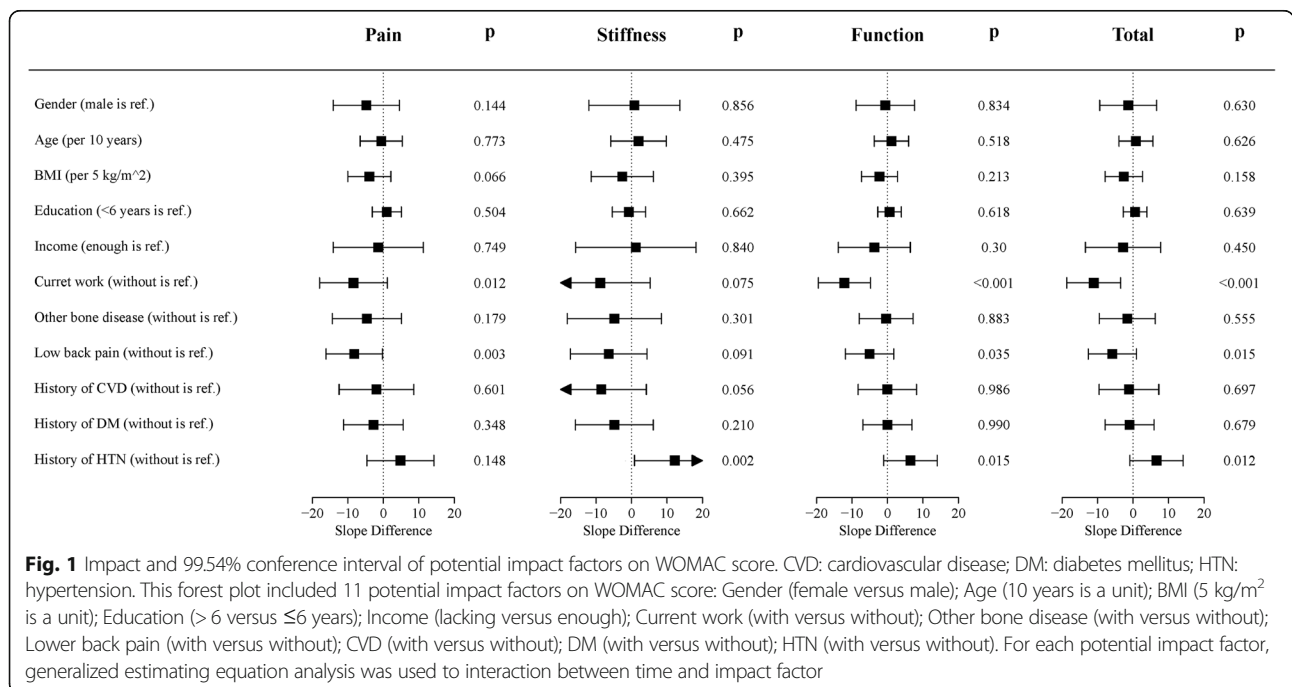 Pain p Stiffness p Function p Total p
Gender (male is ref.) 0.144 0.856 0.834 0.630
Age (per 10 years) 0.773 0.475 0.518 0.626
BMI (per 5 kg/m^2) 0.066 0.395 0.213 0.158
Education (<6 years is ref.) 0.504 0.662 0.618 0.639
Income (enough is ref.) 0.749 0.840 0.30 0.450
Curret work (without is ref.) 0.012 0.075 <0.001 <0.001
Other bone disease (without is ref.) 0.179 0.301 0.883 0.555
Low back pain (without is ref.) 0.003 0.091 0.035 0.015
History of CVD (without is ref.) 0.601 0.056 0.986 0.697
History of DM (without is ref.) 0.348 0.210 0.990 0.679
History of HTN (without is ref.) 0.148 0.002 0.015 0.012
−20 −10 0 10 20 −20 −10 0 10 20 −20 −10 0 10 20 −20 −10 0 10 20
Slope Difference Slope Difference Slope Difference Slope Difference
Fig. 1 Impact and 99.54% conference interval of potential impact factors on WOMAC score. CVD: cardiovascular disease; DM: diabetes mellitus; HTN:
hypertension. This forest plot included 11 potential impact factors on WOMAC score: Gender (female versus male); Age (10 years is a unit); BMI (5 kg/m²
is a unit); Education (> 6 versus ≤6 years); Income (lacking versus enough); Current work (with versus without); Other bone disease (with versus without);
Lower back pain (with versus without); CVD (with versus without); DM (with versus without); HTN (with versus without). For each potential impact factor,
generalized estimating equation analysis was used to interaction between time and impact factor